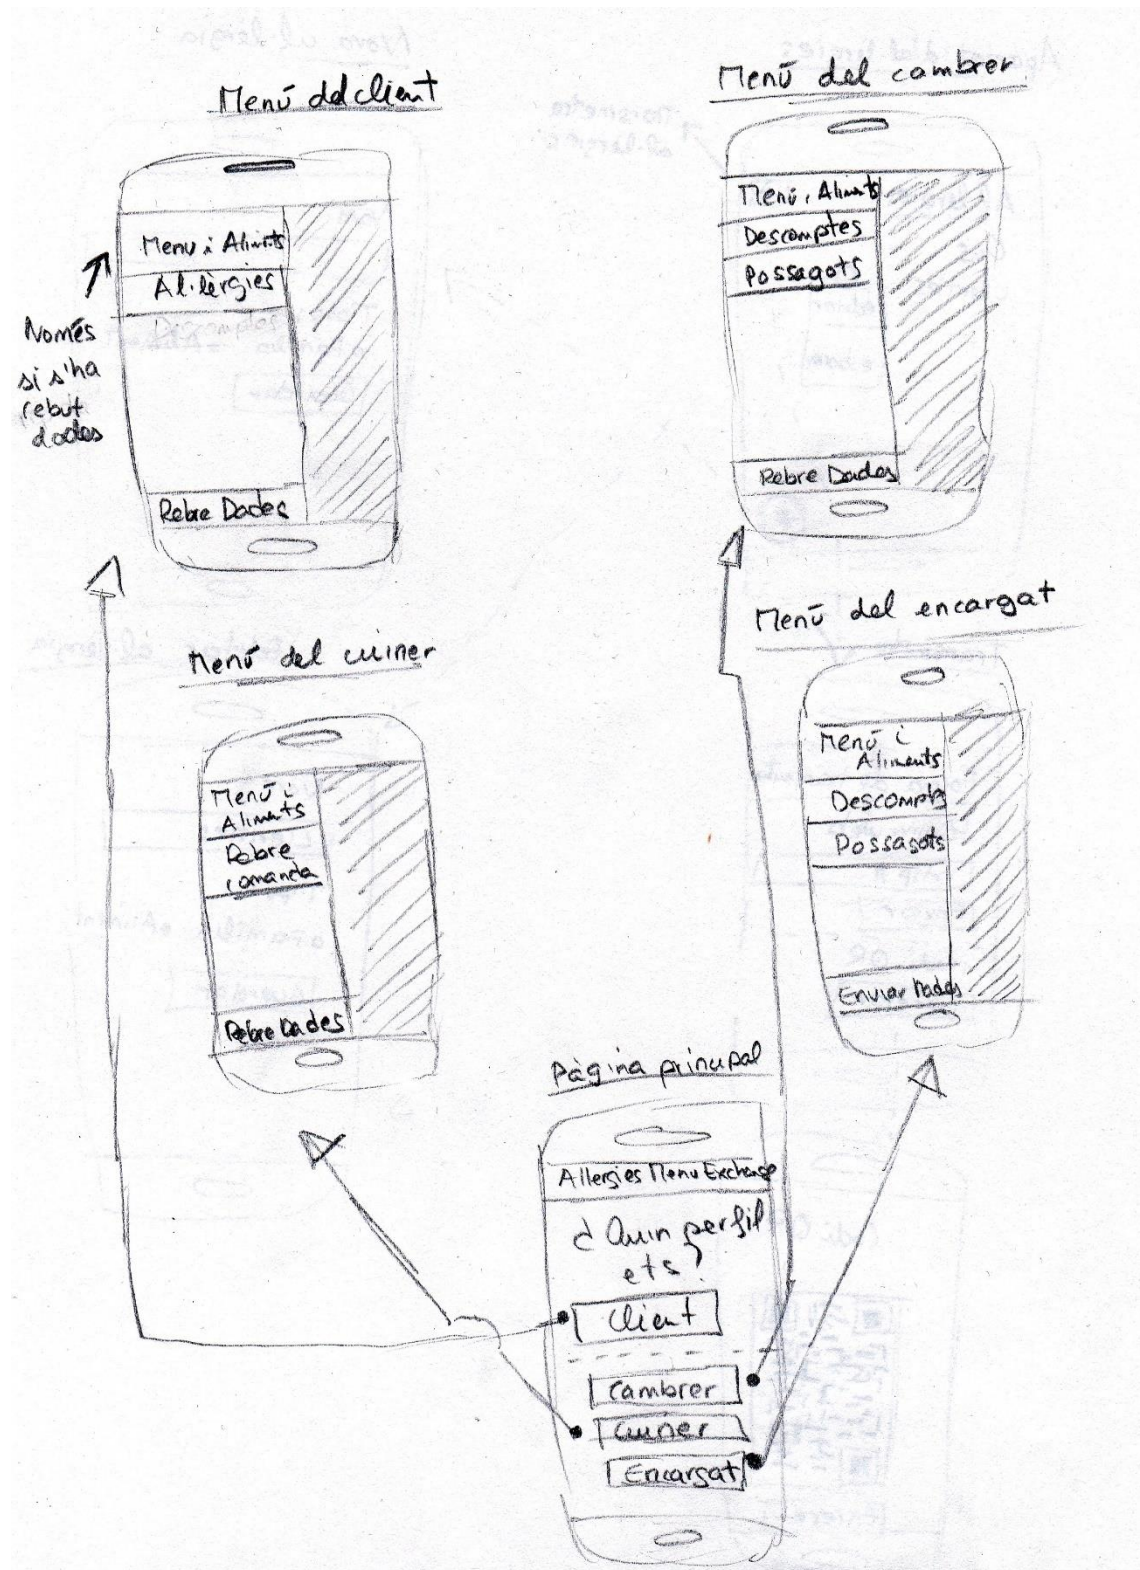 Menú del client
Menu i Aliments
Al·lèrgies
Només
si s'ha
rebut
dades
Rebre Dades
Menú del cambrer
Menú i Aliments
Descomptes
Possagots
Rebre Dades
Menú del cuiner
Menú i
Aliments
Rebre
comanda
Rebre Dades
Menú del encargat
Menú i
Aliments
Descomptes
Possagots
Enviar Dades
Pàgina principal
Allergies Menu Exchange
¿Quin perfil
ets?
Client
Cambrer
Cuiner
Encargat